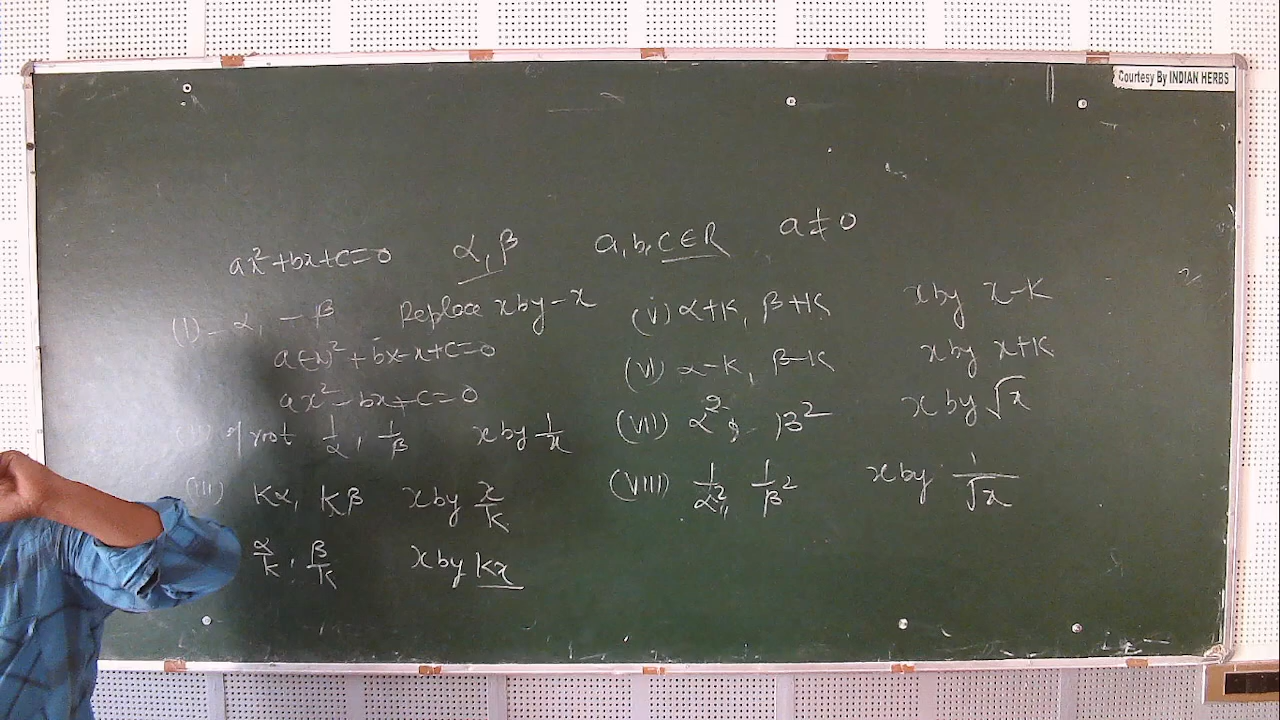 Courtesy By INDIAN HERBS
ax²+bx+c=0 α, β a, b, c ∈ R a ≠ 0
(I) -α, -β Replace x by -x
a(-x)²+bx-x+c=0
ax²-bx+c=0
root 1/α, 1/β x by 1/x
(III) Kα, Kβ x by x/K
α/K, β/K x by Kx
(V) α+K, β+K x by x-K
(VI) α-K, β-K x by x+K
(VII) α², β² x by √x
(VIII) 1/α², 1/β² x by 1/√x